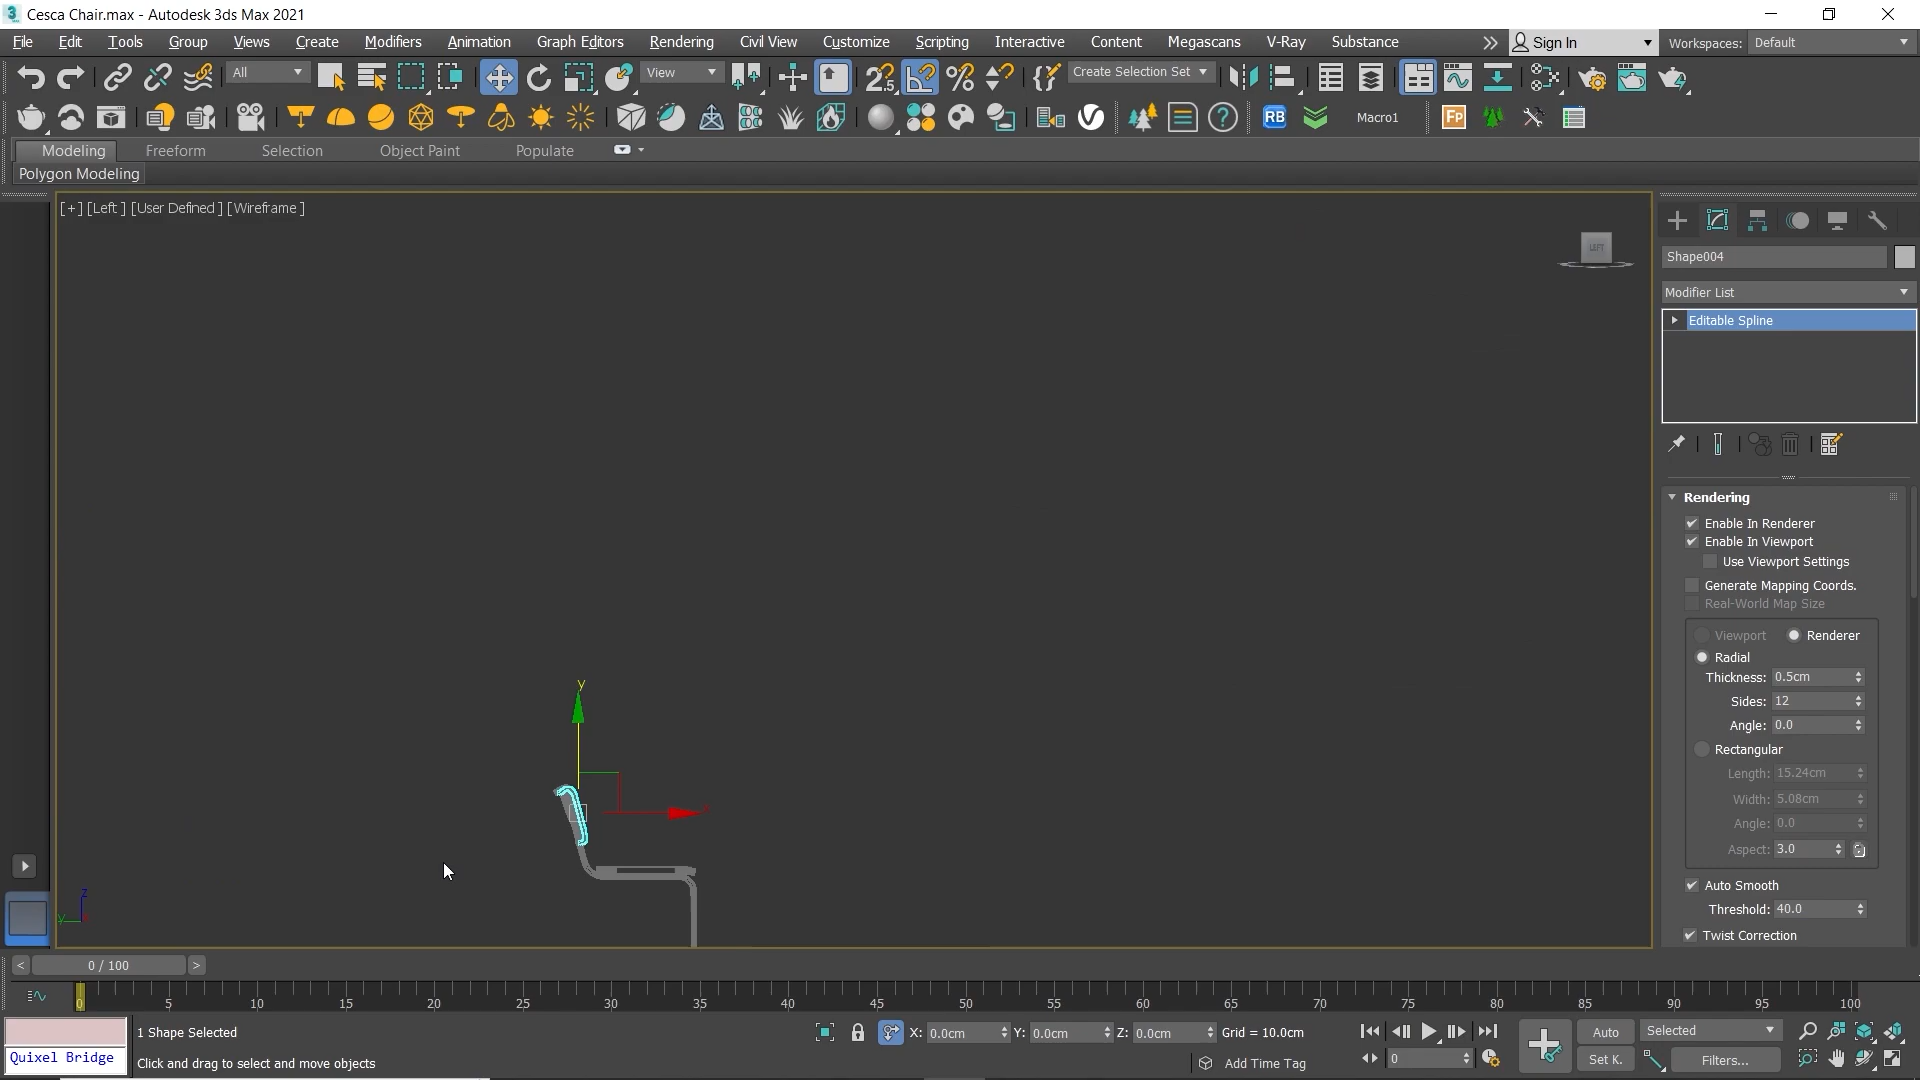 Cesca Chair.max - Autodesk 3ds Max 2021
File Edit Tools Group Views Create Modifiers Animation Graph Editors Rendering Civil View Customize Scripting Interactive Content Megascans V-Ray Substance Sign In Workspaces: Default
All View Create Selection Set
RB Macro1 FP
Modeling Freeform Selection Object Paint Populate
Polygon Modeling
[+] [Left ] [User Defined ] [Wireframe ]
LEFT
Shape004
Modifier List
Editable Spline
Rendering
Enable In Renderer
Enable In Viewport
Use Viewport Settings
Generate Mapping Coords.
Real-World Map Size
Viewport Renderer
Radial
Thickness: 0.5cm
Sides: 12
Angle: 0.0
Rectangular
Length: 15.24cm
Width: 5.08cm
Angle: 0.0
Aspect: 3.0
Auto Smooth
Threshold: 40.0
Twist Correction
y
x
z
y
< 0 / 100 >
0 5 10 15 20 25 30 35 40 45 50 55 60 65 70 75 80 85 90 95 100
1 Shape Selected X: 0.0cm Y: 0.0cm Z: 0.0cm Grid = 10.0cm Auto Selected
Quixel Bridge Click and drag to select and move objects Add Time Tag 0 Set K. Filters...